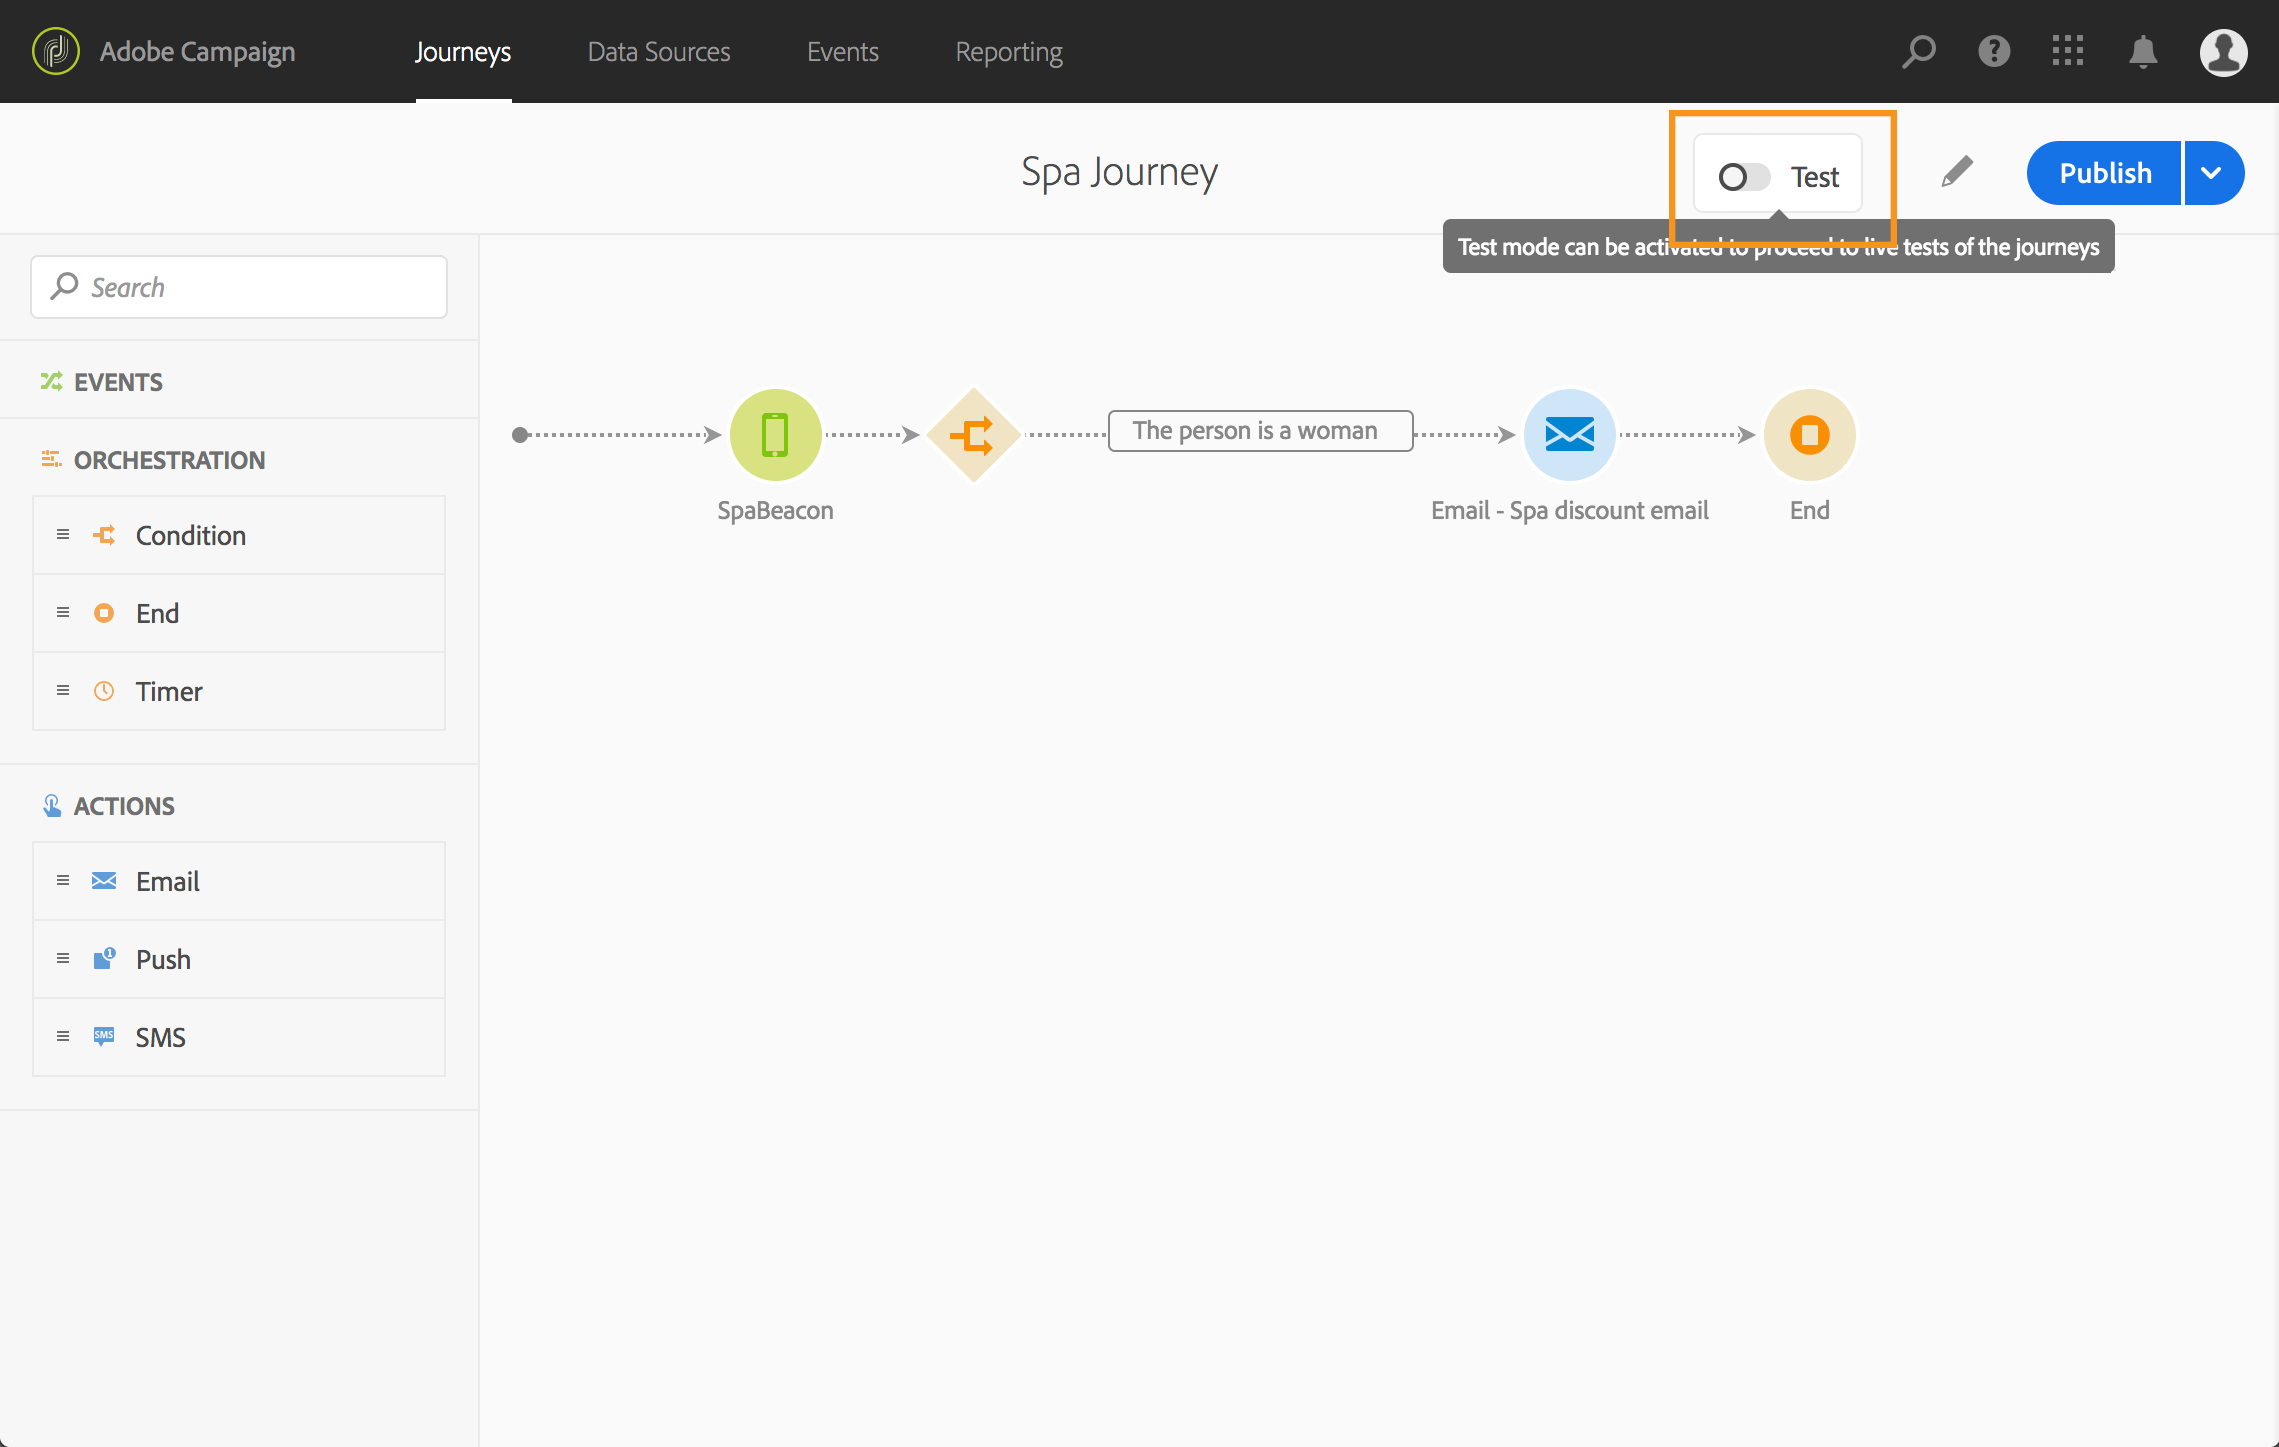 Adobe Campaign Journeys Data Sources Events Reporting
Spa Journey Test Publish
Test mode can be activated to proceed to live tests of the journeys
Search
EVENTS
ORCHESTRATION
Condition
End
Timer
ACTIONS
Email
Push
1
SMS
SMS
The person is a woman
SpaBeacon
Email - Spa discount email
End